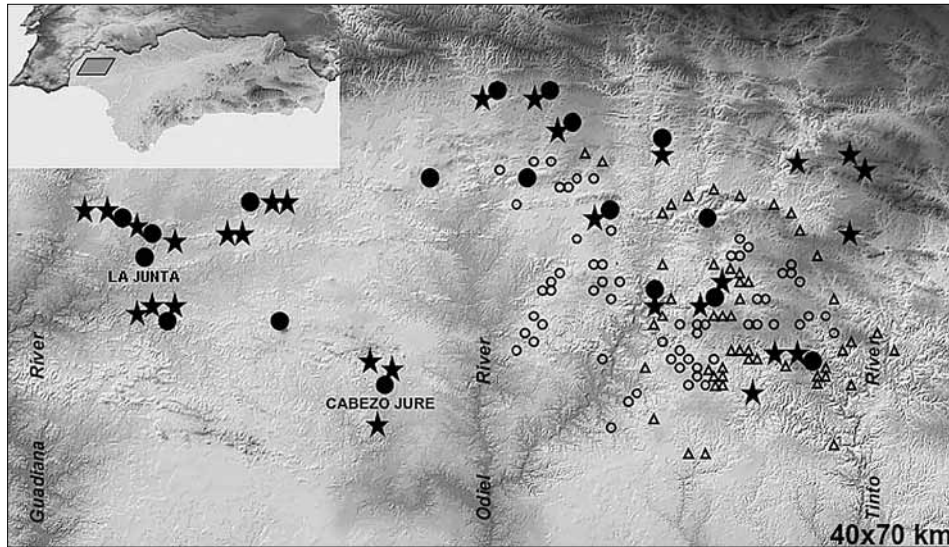 LA JUNTA
CABEZO JURE
Guadiana River
Odiel River
Tinto River
40x70 km